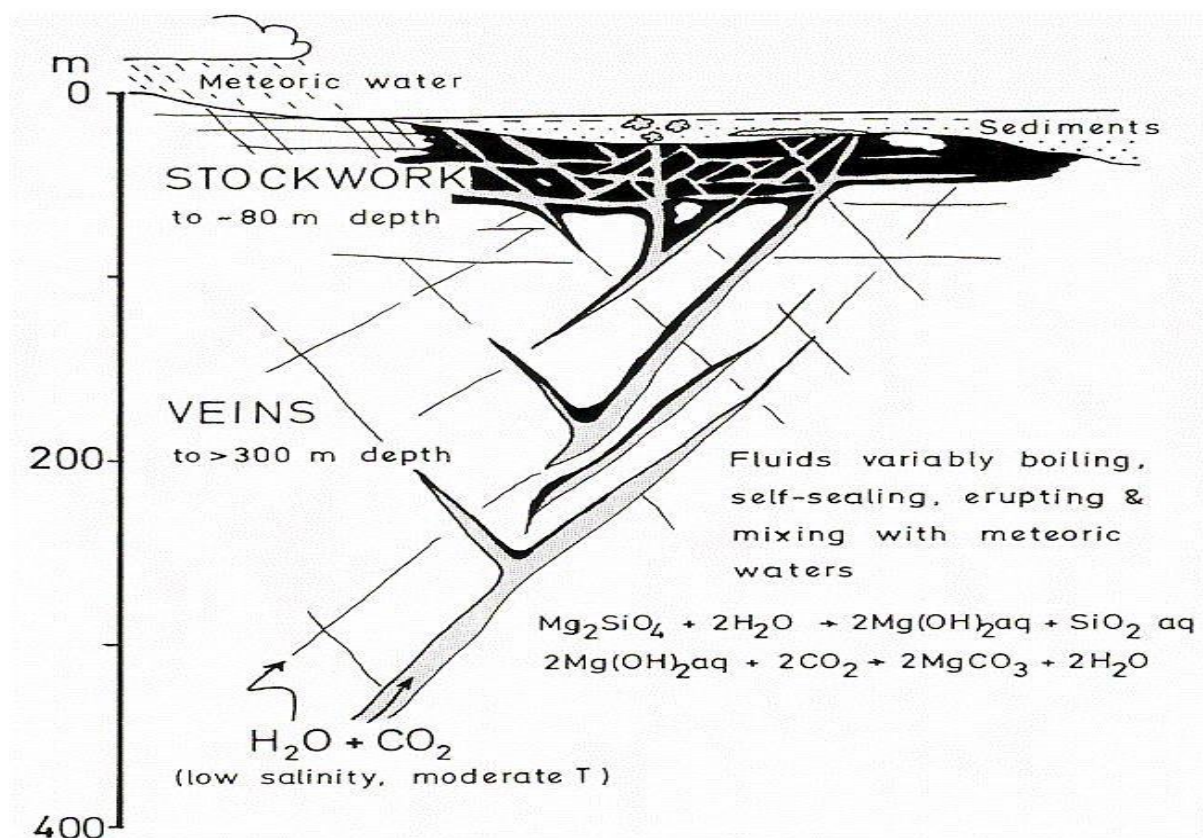 m
0
Meteoric water
Sediments
STOCKWORK
to ~80 m depth
VEINS
to > 300 m depth
200
Fluids variably boiling,
self-sealing, erupting &
mixing with meteoric
waters
Mg₂SiO₄ + 2H₂O → 2Mg(OH)₂aq + SiO₂ aq
2Mg(OH)₂aq + 2CO₂ → 2MgCO₃ + 2H₂O
H₂O + CO₂
(low salinity, moderate T)
400